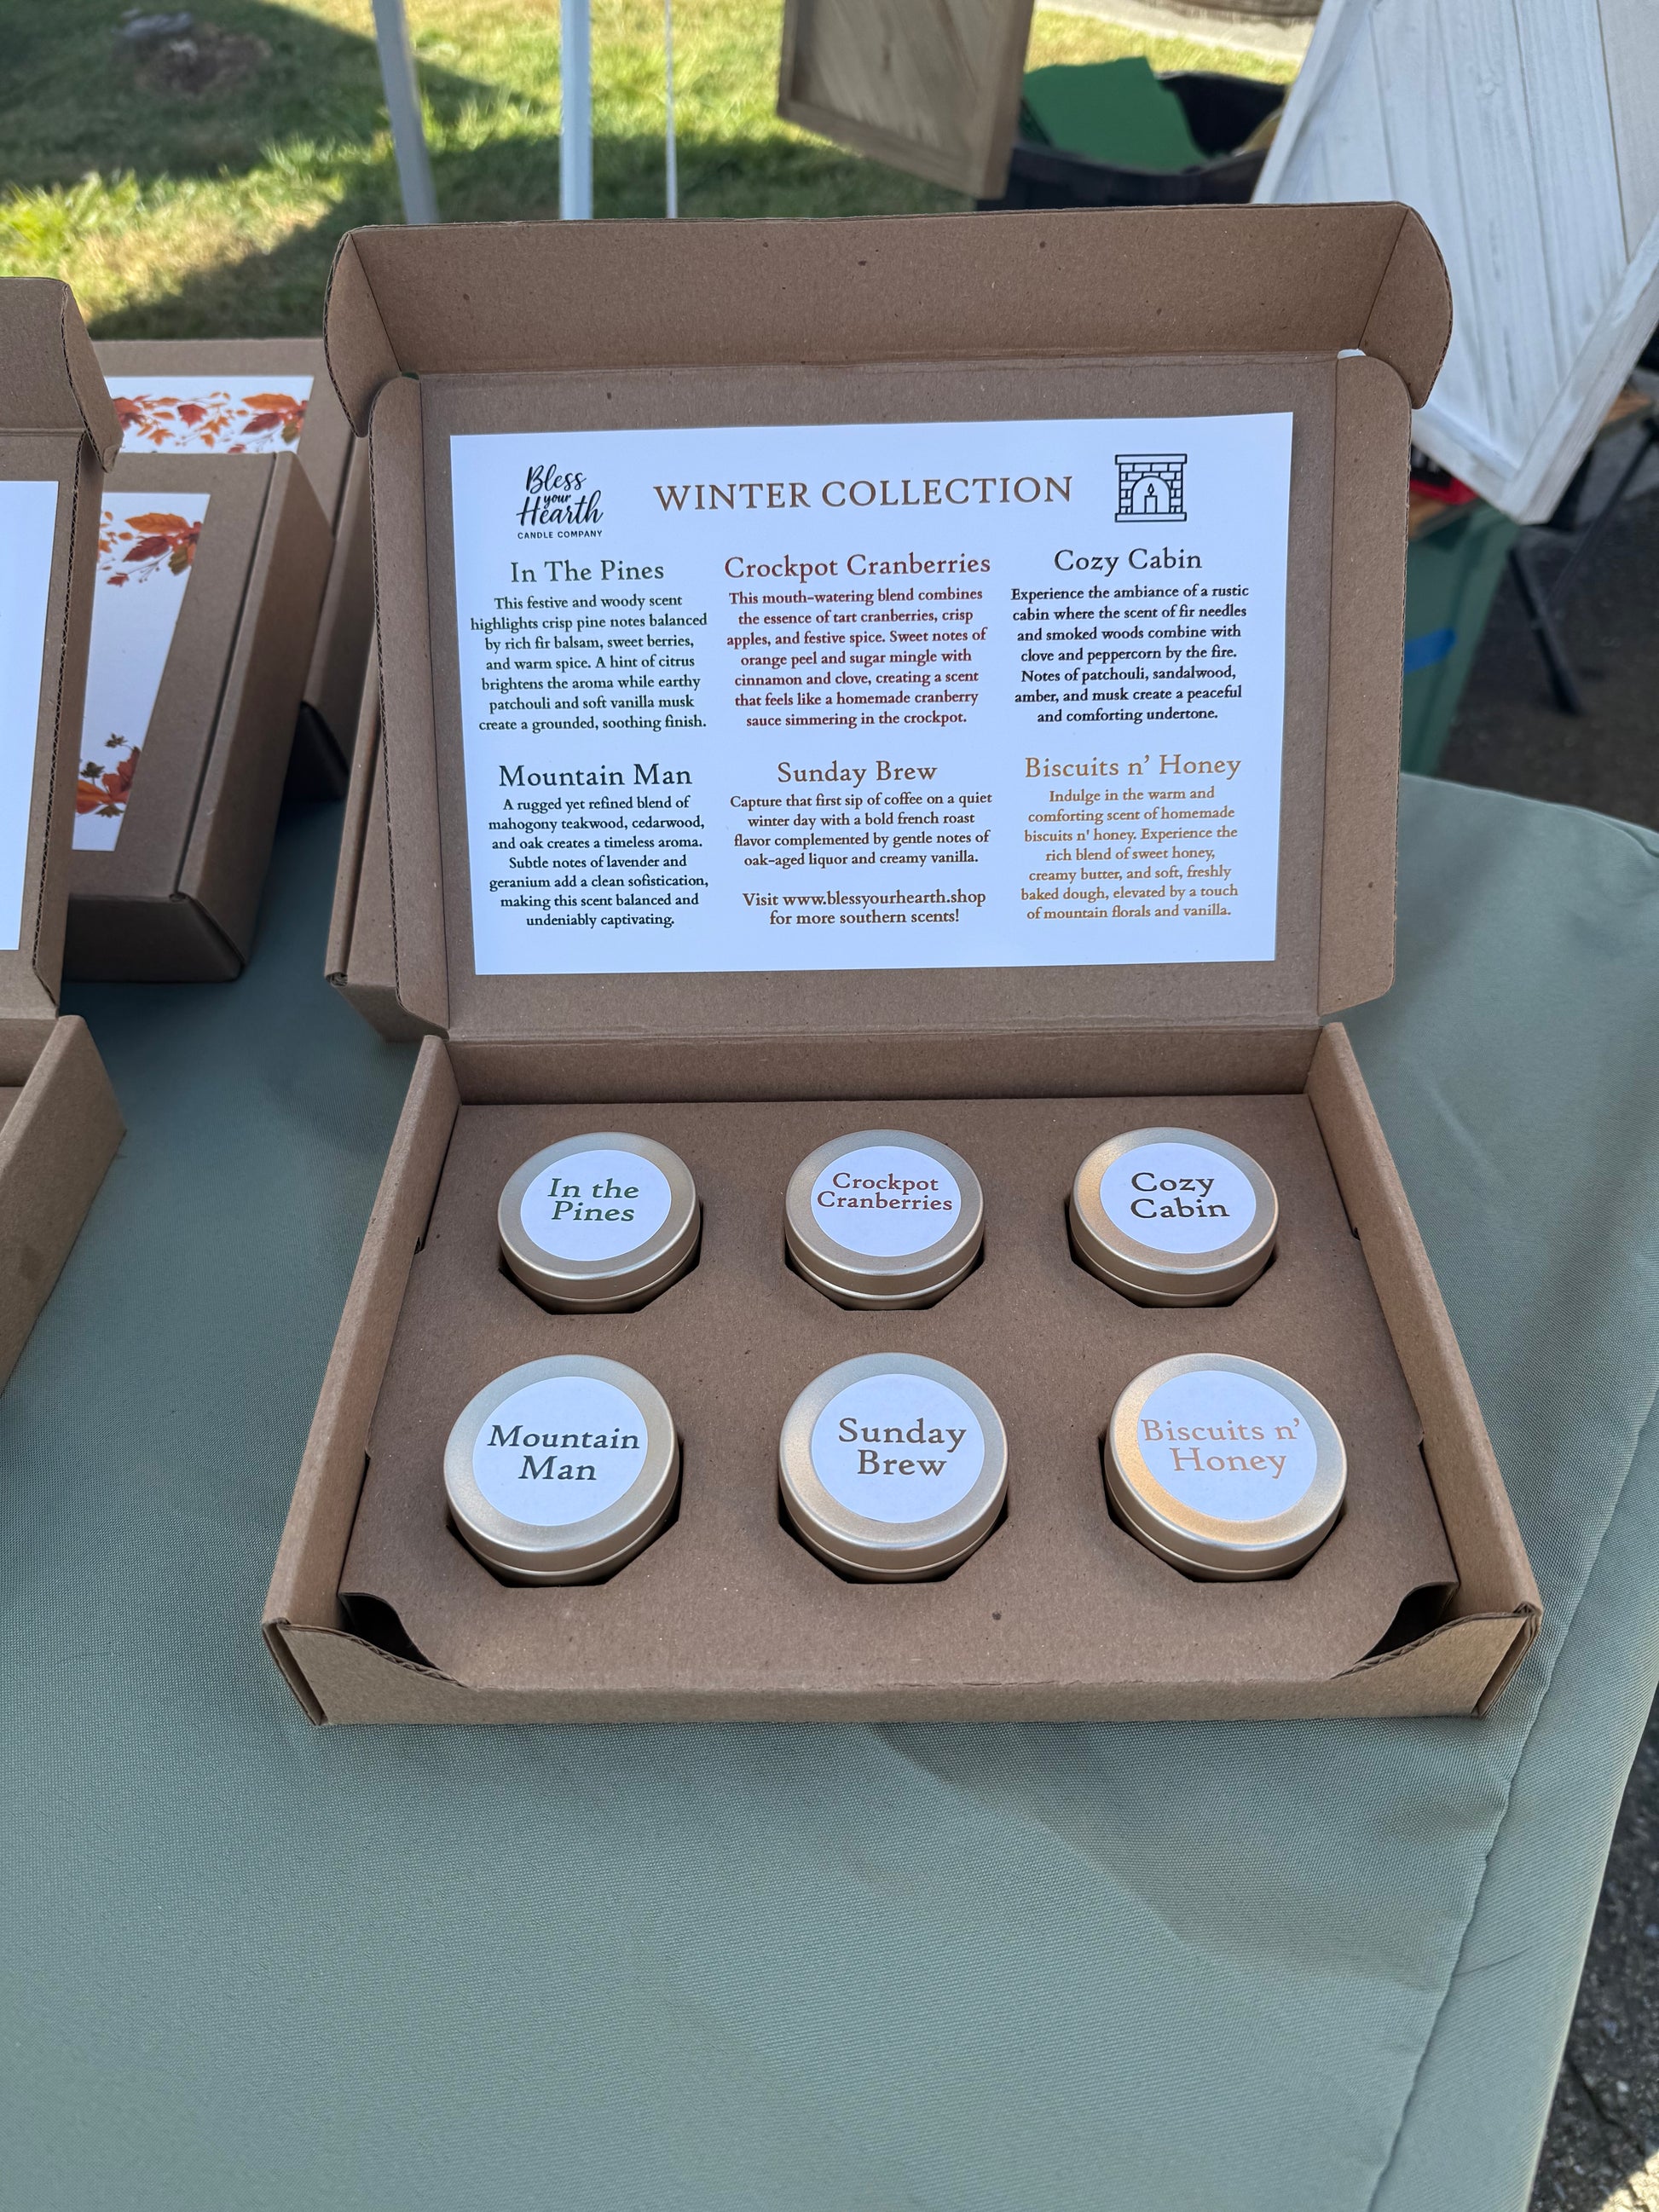 Bless
your
Hearth
CANDLE COMPANY
WINTER COLLECTION
In The Pines
This festive and woody scent
highlights crisp pine notes balanced
by rich fir balsam, sweet berries,
and warm spice. A hint of citrus
brightens the aroma while earthy
patchouli and soft vanilla musk
create a grounded, soothing finish.
Crockpot Cranberries
This mouth-watering blend combines
the essence of tart cranberries, crisp
apples, and festive spice. Sweet notes of
orange peel and sugar mingle with
cinnamon and clove, creating a scent
that feels like a homemade cranberry
sauce simmering in the crockpot.
Cozy Cabin
Experience the ambiance of a rustic
cabin where the scent of fir needles
and smoked woods combine with
clove and peppercorn by the fire.
Notes of patchouli, sandalwood,
amber, and musk create a peaceful
and comforting undertone.
Mountain Man
A rugged yet refined blend of
mahogony teakwood, cedarwood,
and oak creates a timeless aroma.
Subtle notes of lavender and
geranium add a clean sofistication,
making this scent balanced and
undeniably captivating.
Sunday Brew
Capture that first sip of coffee on a quiet
winter day with a bold french roast
flavor complemented by gentle notes of
oak-aged liquor and creamy vanilla.
Visit www.blessyourhearth.shop
for more southern scents!
Biscuits n' Honey
Indulge in the warm and
comforting scent of homemade
biscuits n' honey. Experience the
rich blend of sweet honey,
creamy butter, and soft, freshly
baked dough, elevated by a touch
of mountain florals and vanilla.
In the
Pines
Crockpot
Cranberries
Cozy
Cabin
Mountain
Man
Sunday
Brew
Biscuits n'
Honey